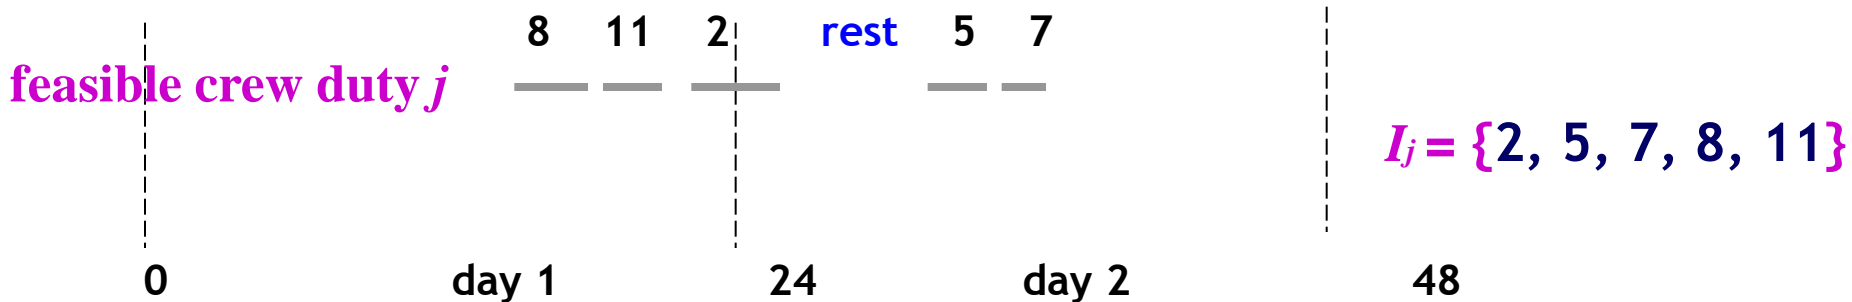 8 11 2 rest 5 7
feasible crew duty j
Ij = {2, 5, 7, 8, 11}
0 day 1 24 day 2 48